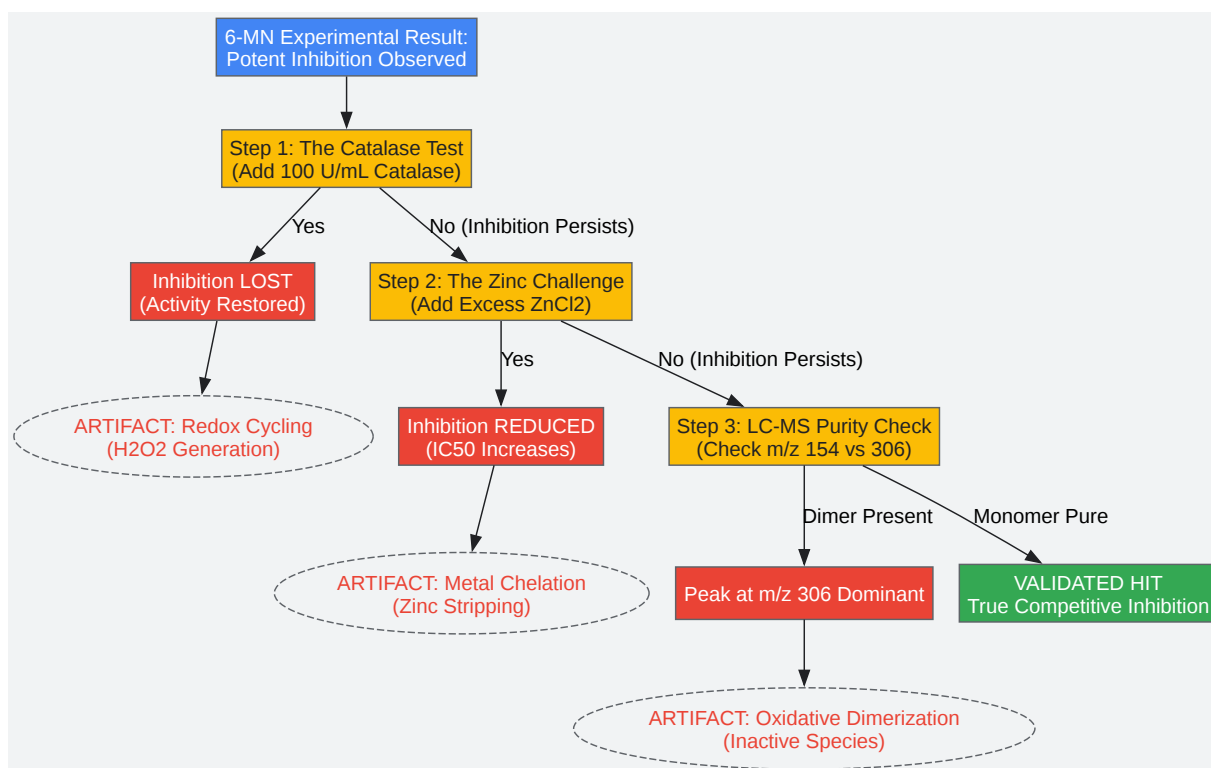 6-MN Experimental Result:
Potent Inhibition Observed
Step 1: The Catalase Test
(Add 100 U/mL Catalase)
Yes
No (Inhibition Persists)
Inhibition LOST
(Activity Restored)
Step 2: The Zinc Challenge
(Add Excess ZnCl2)
Yes
No (Inhibition Persists)
ARTIFACT: Redox Cycling
(H2O2 Generation)
Inhibition REDUCED
(IC50 Increases)
Step 3: LC-MS Purity Check
(Check m/z 154 vs 306)
Dimer Present
Monomer Pure
ARTIFACT: Metal Chelation
(Zinc Stripping)
Peak at m/z 306 Dominant
VALIDATED HIT
True Competitive Inhibition
ARTIFACT: Oxidative Dimerization
(Inactive Species)